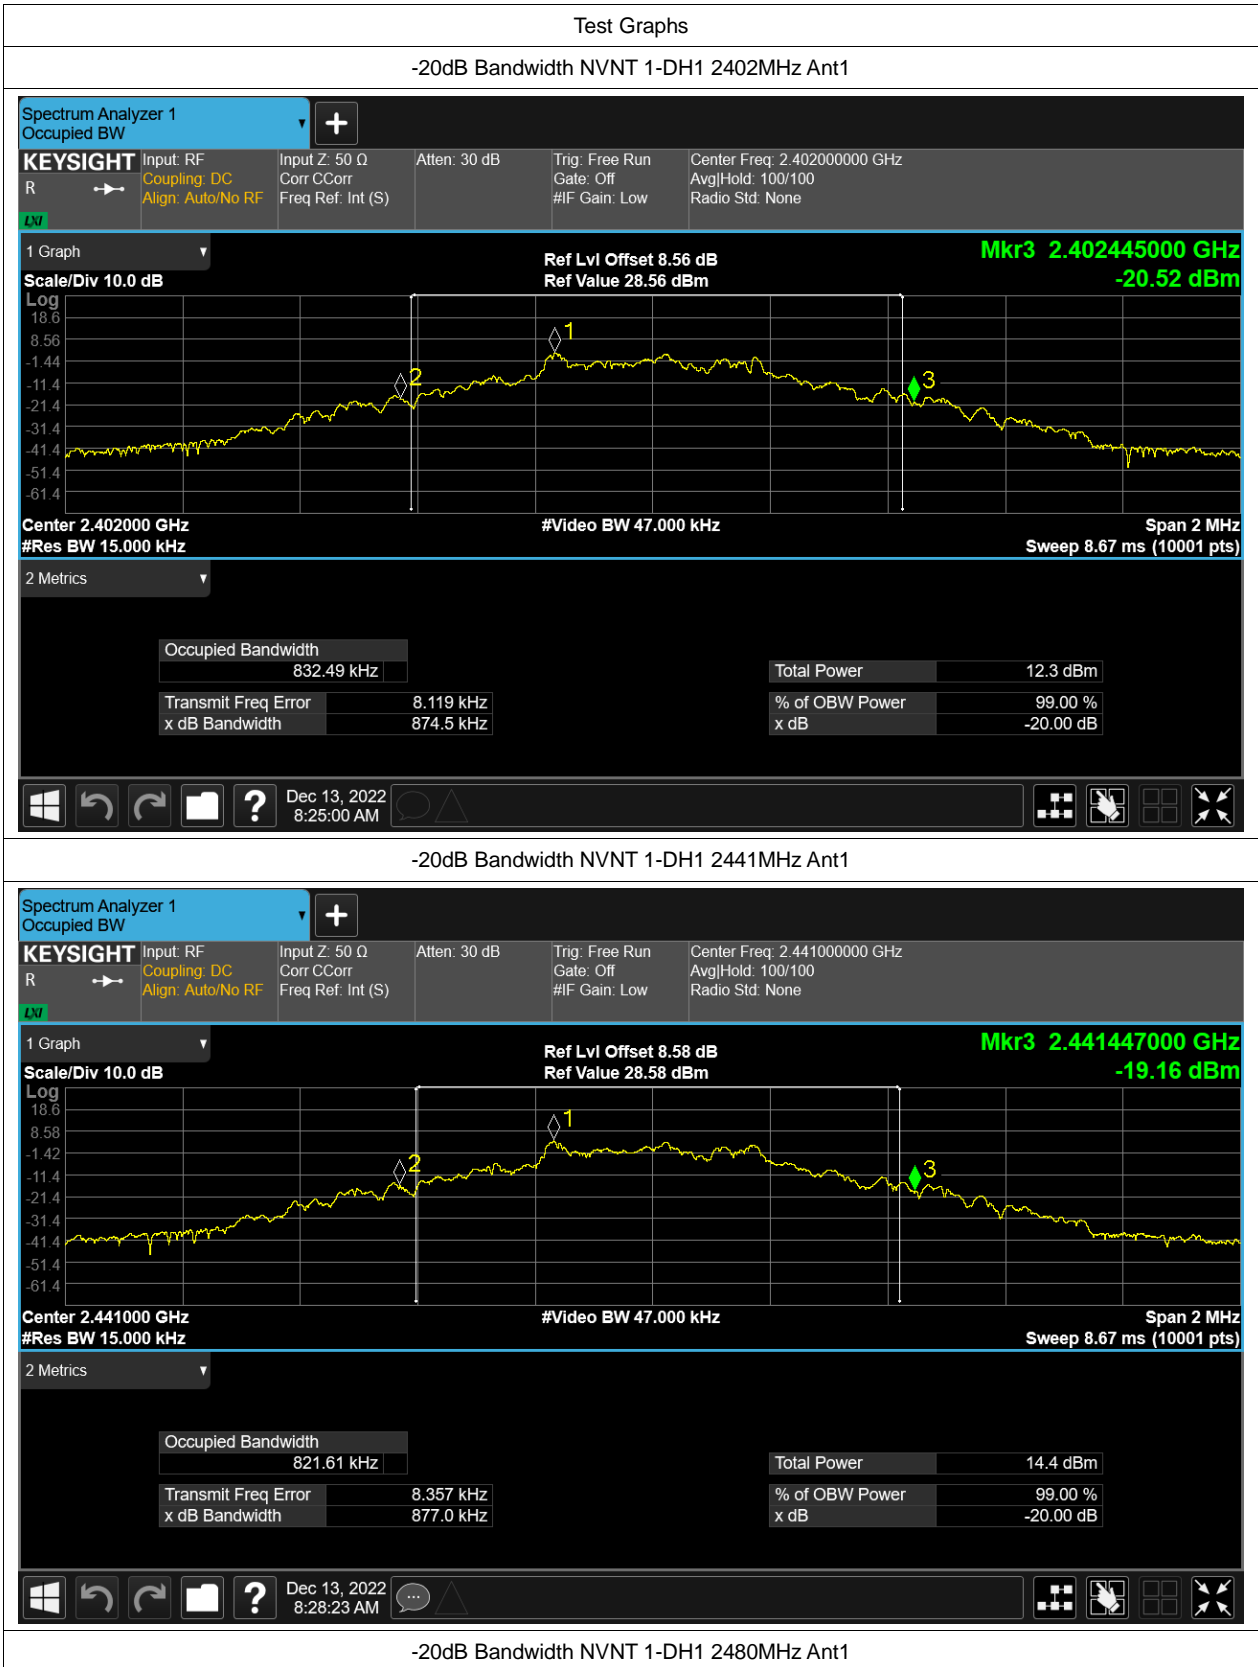 Test Graphs
-20dB Bandwidth NVNT 1-DH1 2402MHz Ant1
Spectrum Analyzer 1
Occupied BW
KEYSIGHT
R
LXI
Input: RF
Coupling: DC
Align: Auto/No RF
Input Z: 50 Ω
Corr CCorr
Freq Ref: Int (S)
Atten: 30 dB
Trig: Free Run
Gate: Off
#IF Gain: Low
Center Freq: 2.402000000 GHz
Avg|Hold: 100/100
Radio Std: None
1 Graph
Scale/Div 10.0 dB
Ref Lvl Offset 8.56 dB
Ref Value 28.56 dBm
Mkr3 2.402445000 GHz
-20.52 dBm
Log
18.6
8.56
-1.44
-11.4
-21.4
-31.4
-41.4
-51.4
-61.4
1
2
3
Center 2.402000 GHz
#Video BW 47.000 kHz
Span 2 MHz
#Res BW 15.000 kHz
Sweep 8.67 ms (10001 pts)
2 Metrics
Occupied Bandwidth
832.49 kHz
Total Power 12.3 dBm
Transmit Freq Error 8.119 kHz
% of OBW Power 99.00 %
x dB Bandwidth 874.5 kHz
x dB -20.00 dB
?
Dec 13, 2022
8:25:00 AM
-20dB Bandwidth NVNT 1-DH1 2441MHz Ant1
Spectrum Analyzer 1
Occupied BW
KEYSIGHT
R
LXI
Input: RF
Coupling: DC
Align: Auto/No RF
Input Z: 50 Ω
Corr CCorr
Freq Ref: Int (S)
Atten: 30 dB
Trig: Free Run
Gate: Off
#IF Gain: Low
Center Freq: 2.441000000 GHz
Avg|Hold: 100/100
Radio Std: None
1 Graph
Scale/Div 10.0 dB
Ref Lvl Offset 8.58 dB
Ref Value 28.58 dBm
Mkr3 2.441447000 GHz
-19.16 dBm
Log
18.6
8.58
-1.42
-11.4
-21.4
-31.4
-41.4
-51.4
-61.4
1
2
3
Center 2.441000 GHz
#Video BW 47.000 kHz
Span 2 MHz
#Res BW 15.000 kHz
Sweep 8.67 ms (10001 pts)
2 Metrics
Occupied Bandwidth
821.61 kHz
Total Power 14.4 dBm
Transmit Freq Error 8.357 kHz
% of OBW Power 99.00 %
x dB Bandwidth 877.0 kHz
x dB -20.00 dB
?
Dec 13, 2022
8:28:23 AM
-20dB Bandwidth NVNT 1-DH1 2480MHz Ant1